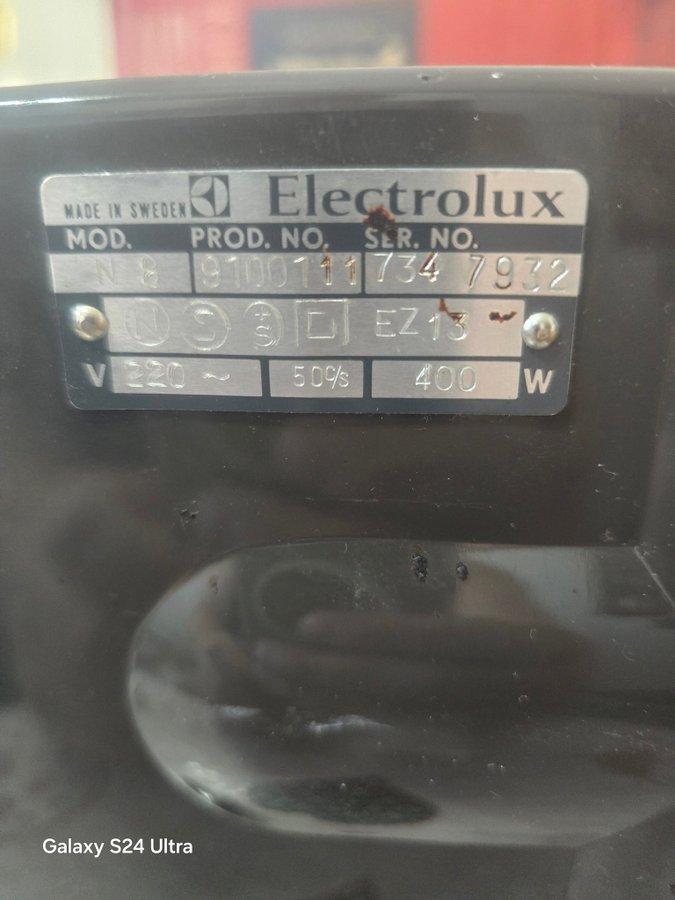 MADE IN SWEDEN Electrolux
MOD. PROD. NO. SER. NO.
N 8 9100111 734 7932
N S +S EZ 13
V 220 ~ 50c/s 400 W
Galaxy S24 Ultra